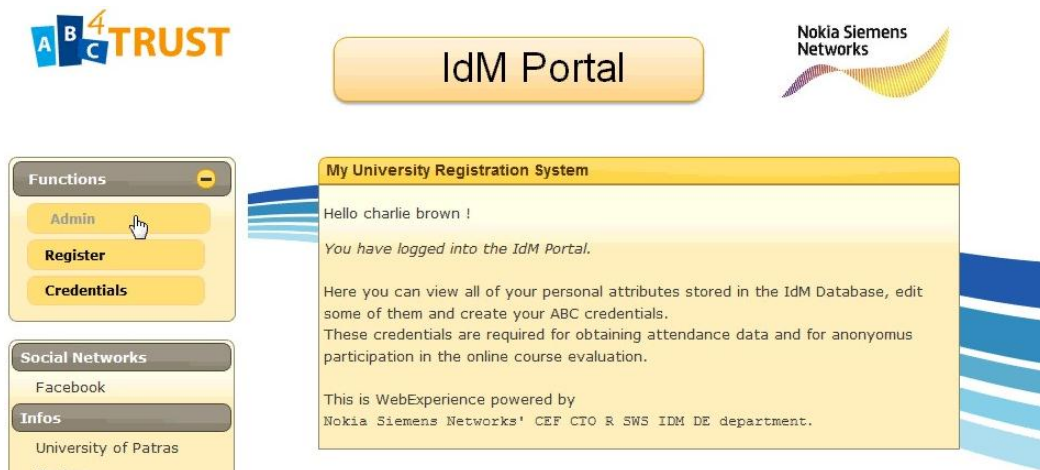 ABC4TRUST
IdM Portal
Nokia Siemens
Networks
Functions
Admin
Register
Credentials
Social Networks
Facebook
Infos
University of Patras
My University Registration System
Hello charlie brown !
You have logged into the IdM Portal.
Here you can view all of your personal attributes stored in the IdM Database, edit
some of them and create your ABC credentials.
These credentials are required for obtaining attendance data and for anonyomus
participation in the online course evaluation.
This is WebExperience powered by
Nokia Siemens Networks' CEF CTO R SWS IDM DE department.